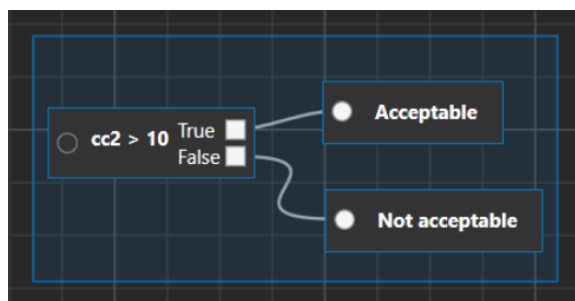 cc2 > 10
True
False
Acceptable
Not acceptable